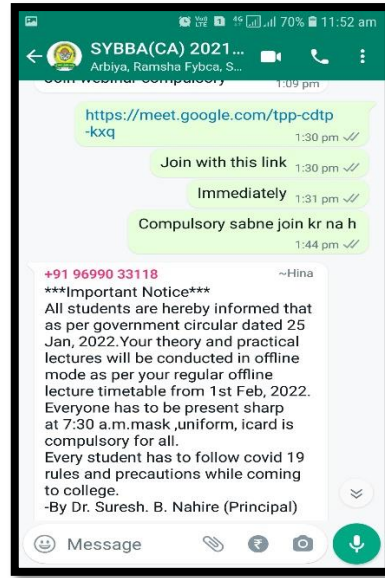 Vo)) LTE 4G 70% 11:52 am
SYBBA(CA) 2021...
Arbiya, Ramsha Fybca, S...
Join webinar compulsory 1:09 pm
https://meet.google.com/tpp-cdtp
-kxq 1:30 pm
Join with this link 1:30 pm
Immediately 1:31 pm
Compulsory sabne join kr na h
1:44 pm
+91 96990 33118 ~Hina
***Important Notice***
All students are hereby informed that
as per government circular dated 25
Jan, 2022.Your theory and practical
lectures will be conducted in offline
mode as per your regular offline
lecture timetable from 1st Feb, 2022.
Everyone has to be present sharp
at 7:30 a.m.mask ,uniform, icard is
compulsory for all.
Every student has to follow covid 19
rules and precautions while coming
to college.
-By Dr. Suresh. B. Nahire (Principal)
Message